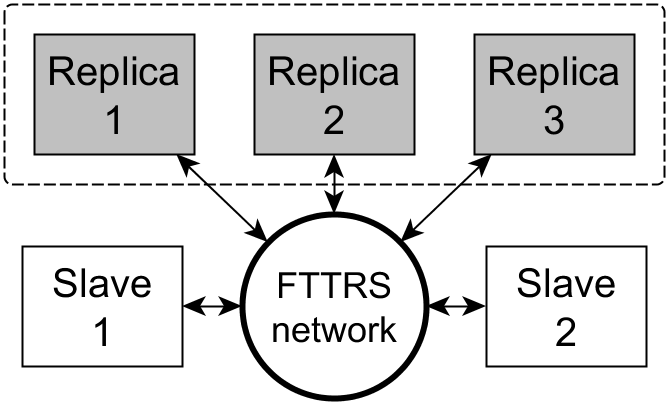 Replica
1
Replica
2
Replica
3
Slave
1
FTTRS
network
Slave
2